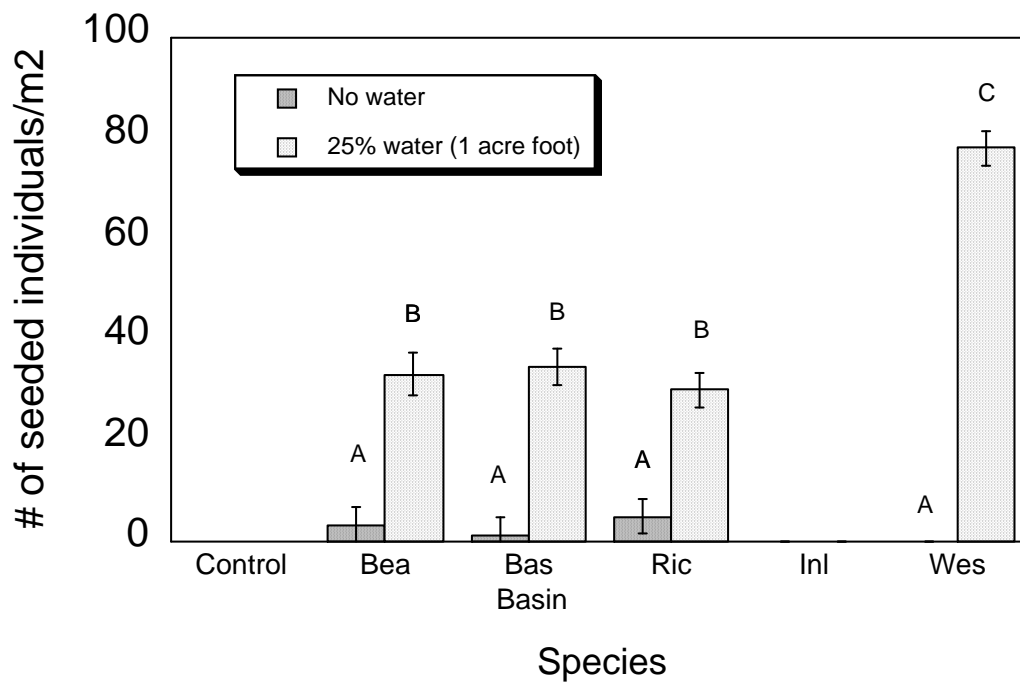 100
80
60
40
20
0
# of seeded individuals/m2
No water
25% water (1 acre foot)
A
B
A
B
A
B
A
C
Control Bea Bas Ric Inl Wes
Basin
Species